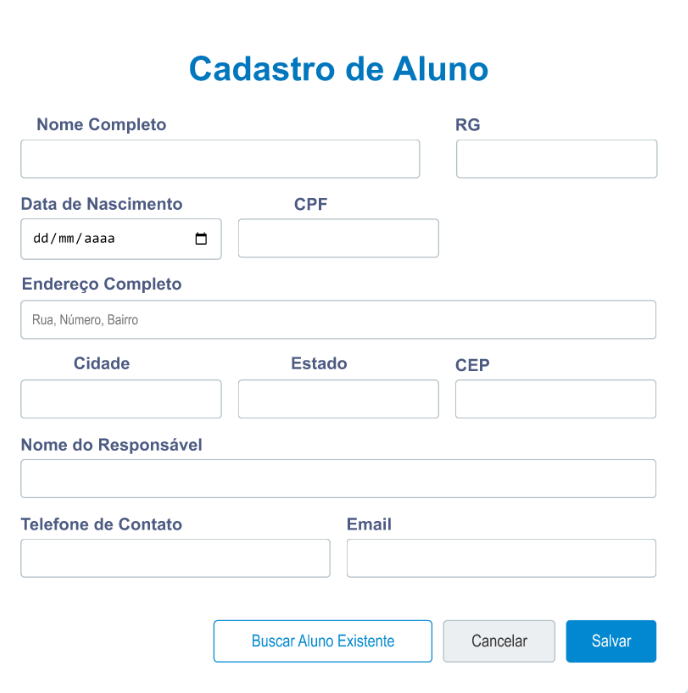 Cadastro de Aluno
Nome Completo RG
Data de Nascimento CPF
dd/mm/aaaa
Endereço Completo
Rua, Número, Bairro
Cidade Estado CEP
Nome do Responsável
Telefone de Contato Email
Buscar Aluno Existente Cancelar Salvar